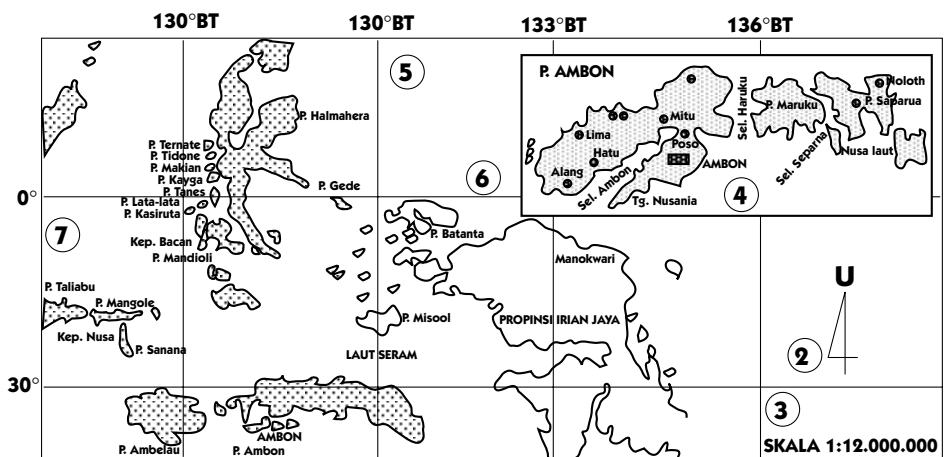 130°BT 130°BT 133°BT 136°BT
5
P. AMBON
Noloth
P. Saparua
P. Maruku
Sel. Haruku
P. Halmahera
Mitu
Lima
Poso
P. Ternate
P. Tidone
P. Makian
P. Kayga
P. Tanes
Hatu
AMBON
Sel. Separna
Nusa laut
Alang
Sel. Ambon
6
P. Gede
0°
Tg. Nusania
4
P. Lata-lata
P. Kasiruta
7
P. Batanta
Kep. Bacan
P. Mandioli
Manokwari
U
P. Taliabu
P. Mangole
P. Misool
PROPINSI IRIAN JAYA
Kep. Nusa
P. Sanana
LAUT SERAM
2
30°
3
AMBON
P. Ambelau
P. Ambon
SKALA 1:12.000.000